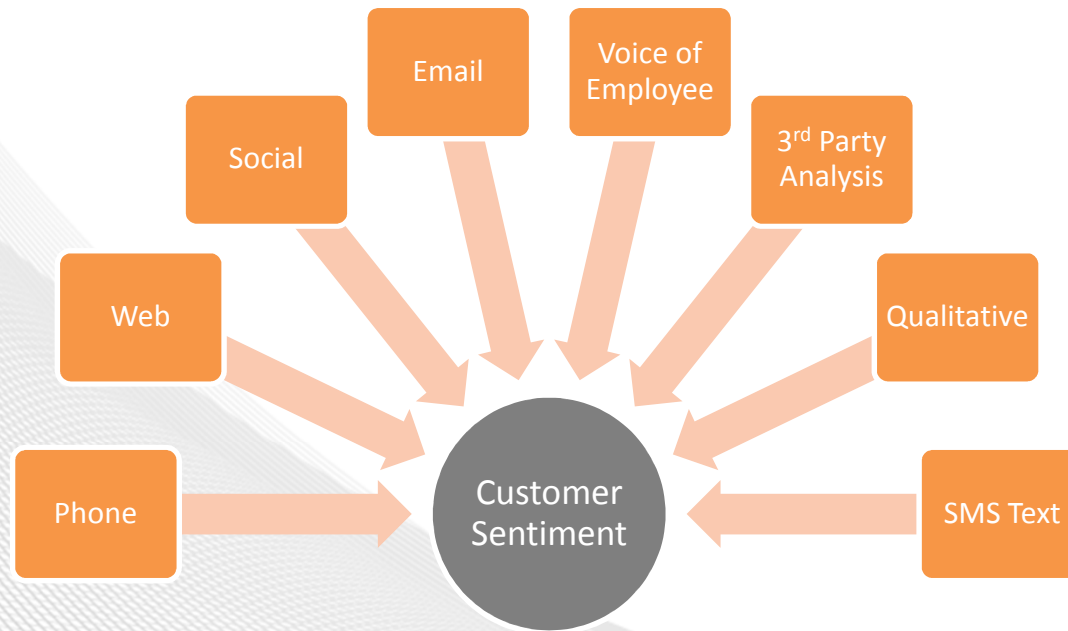 Email
Voice of
Employee
Social
3rd Party
Analysis
Web
Qualitative
Phone
Customer
Sentiment
SMS Text